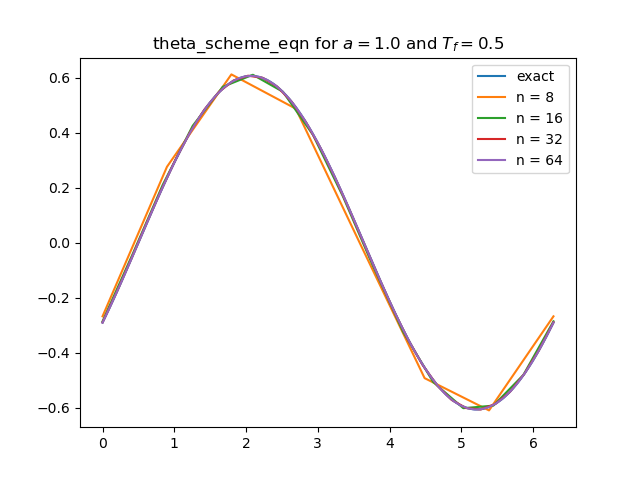 theta_scheme_eqn for a = 1.0 and T_f = 0.5
exact
n = 8
n = 16
n = 32
n = 64
0.6
0.4
0.2
0.0
−0.2
−0.4
−0.6
0 1 2 3 4 5 6